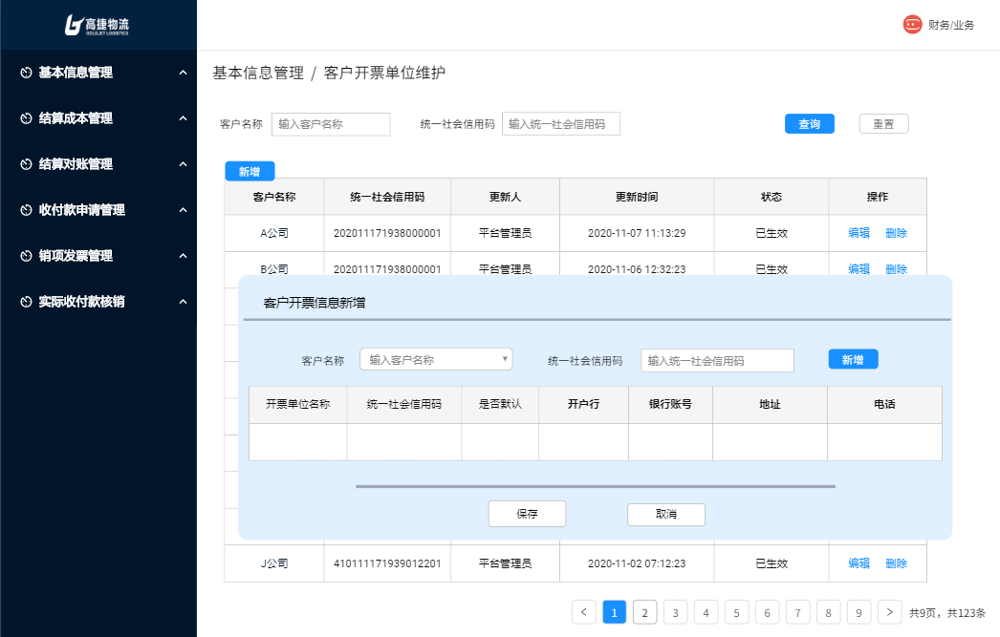 高捷物流
GOLDJET LOGISTICS
财务/业务
基本信息管理
结算成本管理
结算对账管理
收付款申请管理
销项发票管理
实际收付款核销
基本信息管理 / 客户开票单位维护
客户名称 输入客户名称 统一社会信用码 输入统一社会信用码 查询 重置
新增
客户名称 统一社会信用码 更新人 更新时间 状态 操作
A公司 202011171938000001 平台管理员 2020-11-07 11:13:29 已生效 编辑 删除
B公司 202011171938000001 平台管理员 2020-11-06 12:32:23 已生效 编辑 删除
客户开票信息新增
客户名称 输入客户名称 统一社会信用码 输入统一社会信用码 新增
开票单位名称 统一社会信用码 是否默认 开户行 银行账号 地址 电话
保存 取消
J公司 410111171939012201 平台管理员 2020-11-02 07:12:23 已生效 编辑 删除
< 1 2 3 4 5 6 7 8 9 > 共9页，共123条